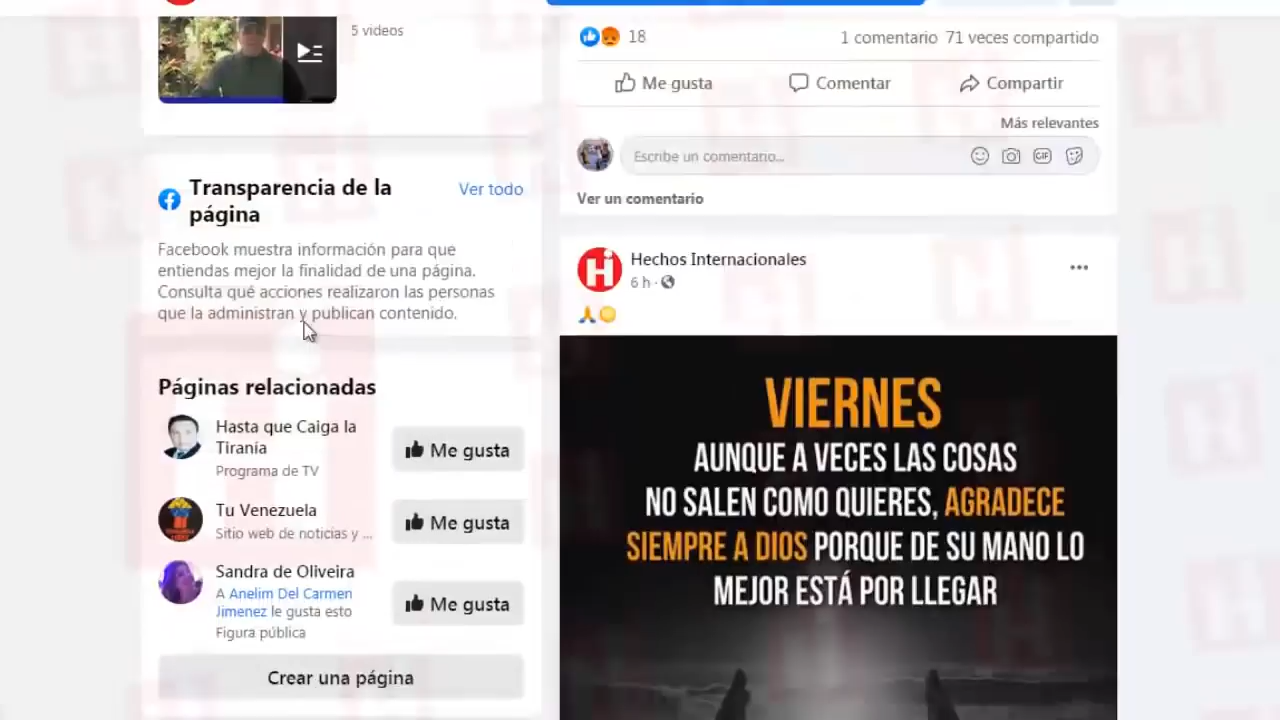 5 videos
Transparencia de la
página
Ver todo
Facebook muestra información para que
entiendas mejor la finalidad de una página.
Consulta qué acciones realizaron las personas
que la administran y publican contenido.
Páginas relacionadas
Hasta que Caiga la
Tiranía
Programa de TV
Me gusta
Tu Venezuela
Sitio web de noticias y ...
Me gusta
Sandra de Oliveira
A Anelim Del Carmen
Jimenez le gusta esto
Figura pública
Me gusta
Crear una página
18
1 comentario 71 veces compartido
Me gusta Comentar Compartir
Más relevantes
Escribe un comentario...
GIF
Ver un comentario
Hechos Internacionales
6 h ·
VIERNES
AUNQUE A VECES LAS COSAS
NO SALEN COMO QUIERES, AGRADECE
SIEMPRE A DIOS PORQUE DE SU MANO LO
MEJOR ESTÁ POR LLEGAR